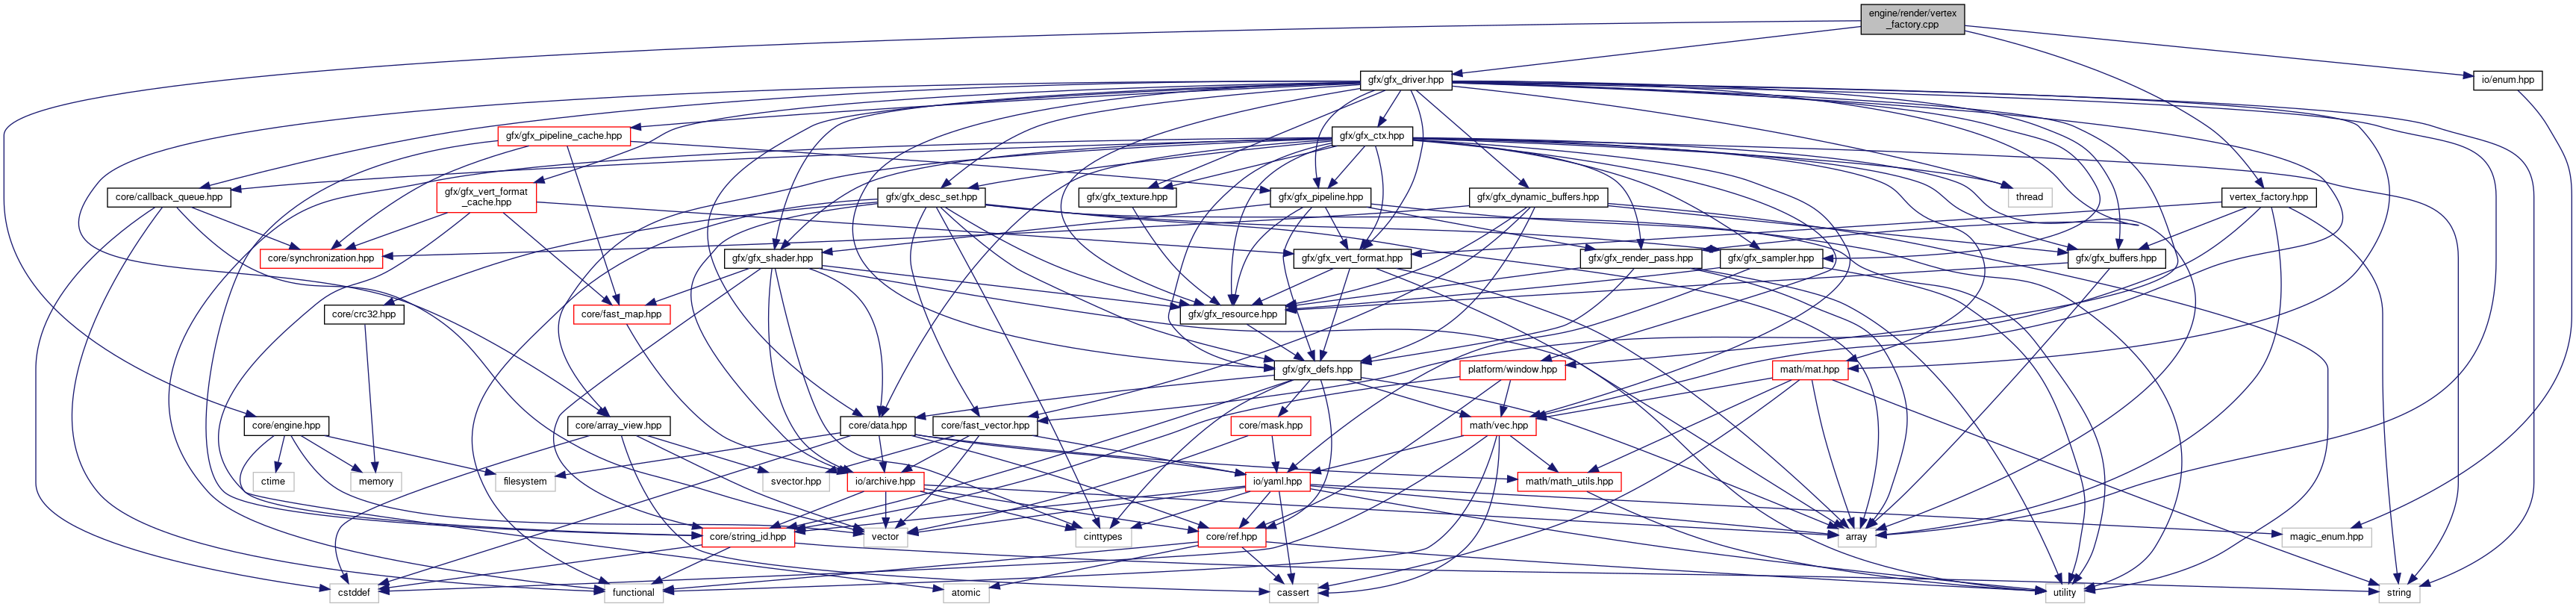 engine/render/vertex
_factory.cpp
gfx/gfx_driver.hpp
io/enum.hpp
gfx/gfx_pipeline_cache.hpp
gfx/gfx_ctx.hpp
core/callback_queue.hpp
gfx/gfx_vert_format
_cache.hpp
gfx/gfx_desc_set.hpp
gfx/gfx_texture.hpp
gfx/gfx_pipeline.hpp
gfx/gfx_dynamic_buffers.hpp
thread
vertex_factory.hpp
core/synchronization.hpp
gfx/gfx_shader.hpp
gfx/gfx_vert_format.hpp
gfx/gfx_render_pass.hpp
gfx/gfx_sampler.hpp
gfx/gfx_buffers.hpp
core/crc32.hpp
core/fast_map.hpp
gfx/gfx_resource.hpp
gfx/gfx_defs.hpp
platform/window.hpp
math/mat.hpp
core/engine.hpp
core/array_view.hpp
core/data.hpp
core/fast_vector.hpp
core/mask.hpp
math/vec.hpp
ctime
memory
filesystem
svector.hpp
io/archive.hpp
io/yaml.hpp
math/math_utils.hpp
core/string_id.hpp
vector
cinttypes
core/ref.hpp
array
magic_enum.hpp
cstddef
functional
atomic
cassert
utility
string